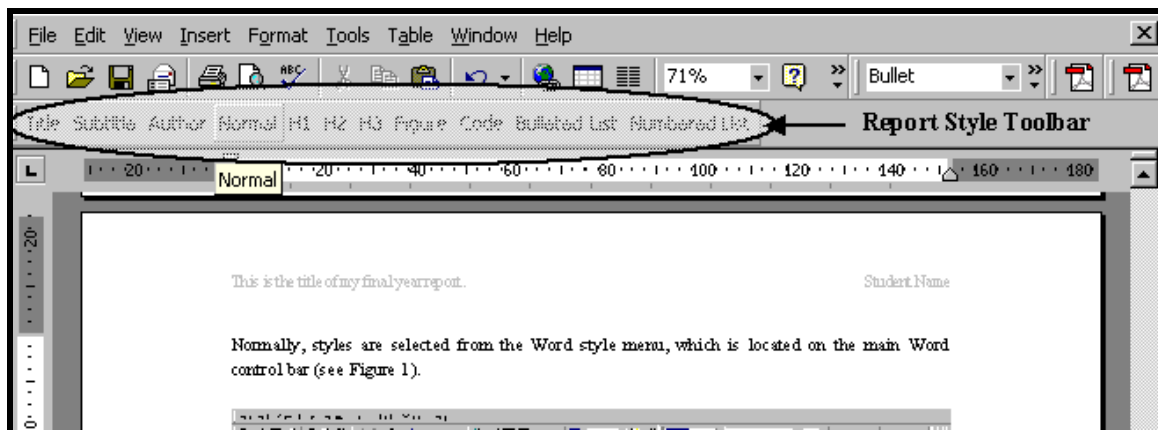 File Edit View Insert Format Tools Table Window Help
ABC 71% Bullet
Title Subtitle Author Normal H1 H2 H3 Figure Code Bulleted List Numbered List Report Style Toolbar
L 20 20 40 60 80 100 120 140 160 180
Normal
20
This is the title of my final year report. Student Name
Normally, styles are selected from the Word style menu, which is located on the main Word
control bar (see Figure 1).